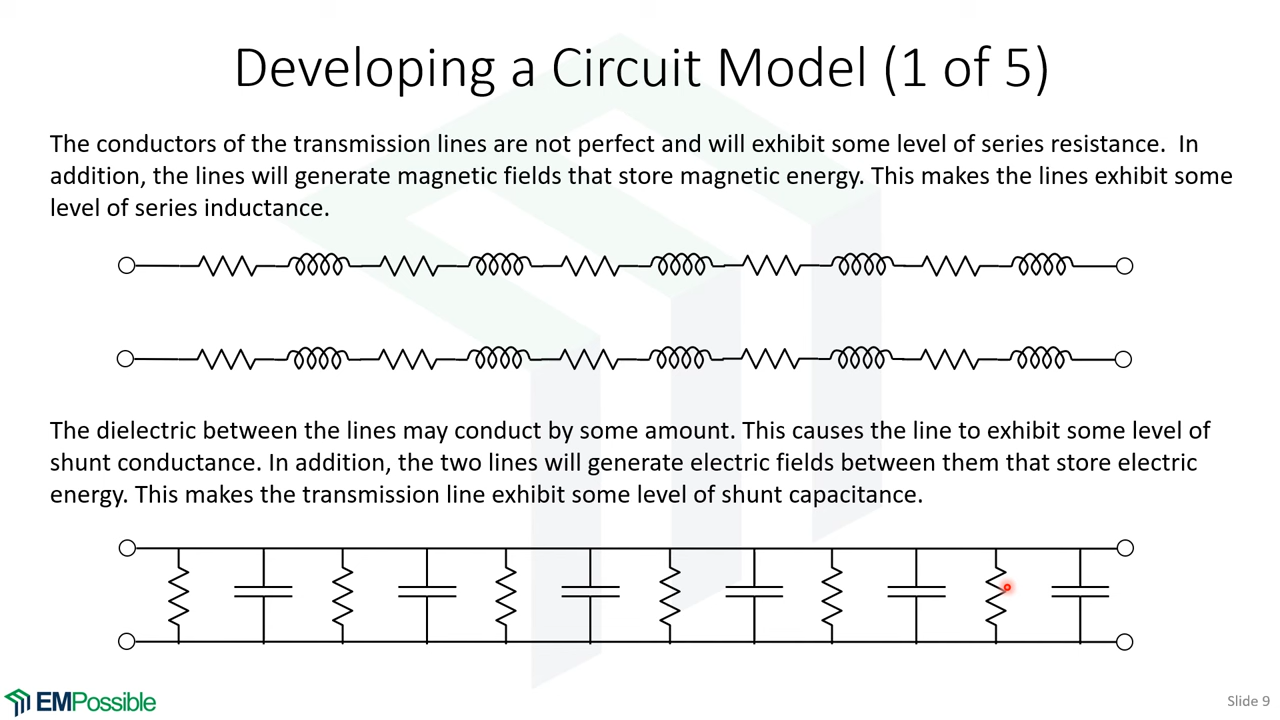 Developing a Circuit Model (1 of 5)
The conductors of the transmission lines are not perfect and will exhibit some level of series resistance.  In
addition, the lines will generate magnetic fields that store magnetic energy. This makes the lines exhibit some
level of series inductance.
The dielectric between the lines may conduct by some amount. This causes the line to exhibit some level of
shunt conductance. In addition, the two lines will generate electric fields between them that store electric
energy. This makes the transmission line exhibit some level of shunt capacitance.
EMPossible
Slide 9